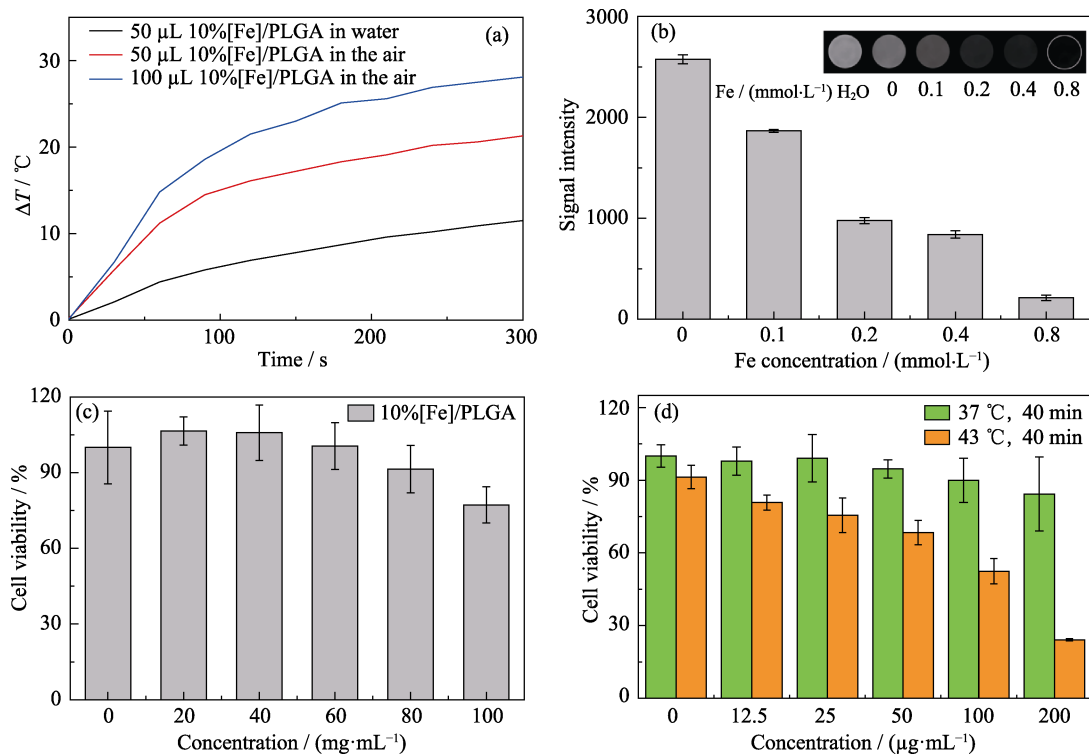 (a)
50 μL 10%[Fe]/PLGA in water
50 μL 10%[Fe]/PLGA in the air
100 μL 10%[Fe]/PLGA in the air
30
20
10
0
ΔT / ℃
0 100 200 300
Time / s
(b)
Fe / (mmol·L⁻¹) H₂O 0 0.1 0.2 0.4 0.8
3000
2000
1000
0
Signal intensity
0 0.1 0.2 0.4 0.8
Fe concentration / (mmol·L⁻¹)
(c)
10%[Fe]/PLGA
120
90
60
30
0
Cell viability / %
0 20 40 60 80 100
Concentration / (mg·mL⁻¹)
(d)
37 ℃, 40 min
43 ℃, 40 min
120
90
60
30
0
Cell viability / %
0 12.5 25 50 100 200
Concentration / (μg·mL⁻¹)